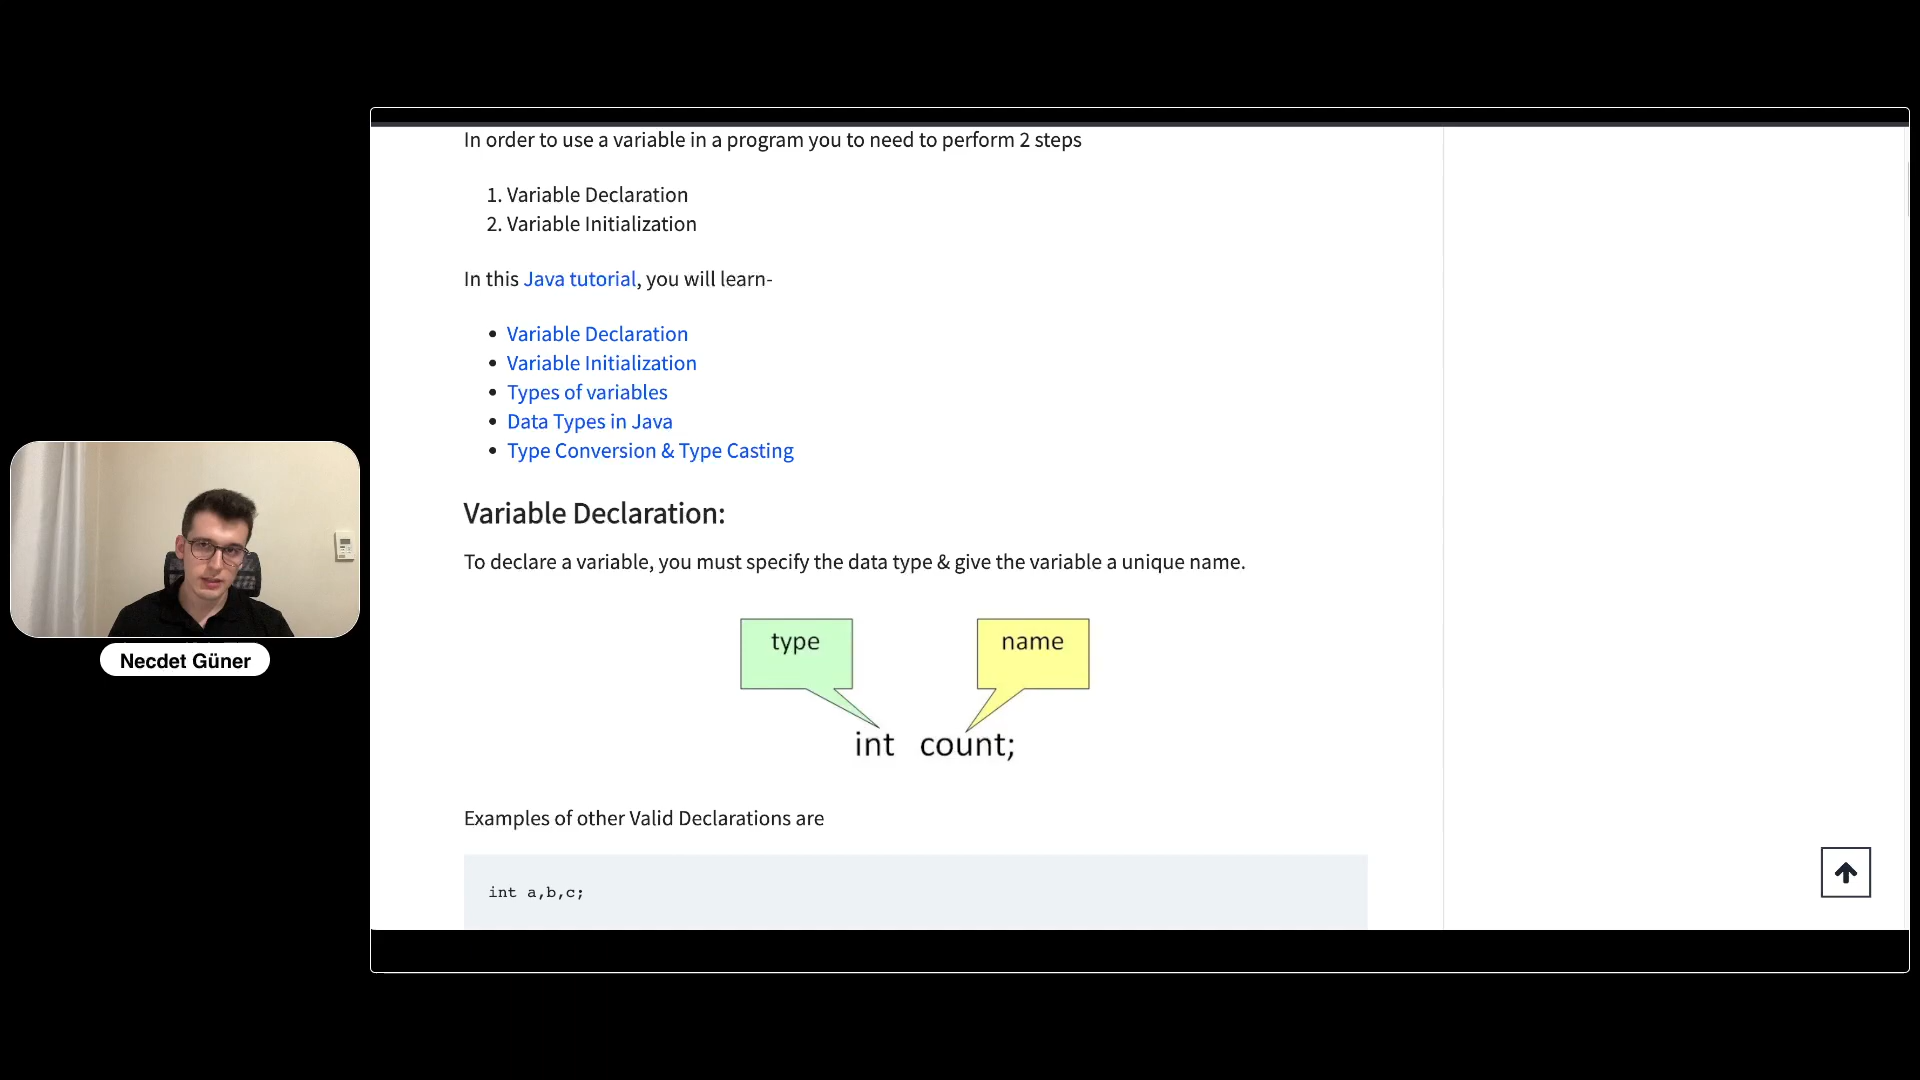 In order to use a variable in a program you to need to perform 2 steps
1. Variable Declaration
2. Variable Initialization
In this Java tutorial, you will learn-
• Variable Declaration
• Variable Initialization
• Types of variables
• Data Types in Java
• Type Conversion & Type Casting
Variable Declaration:
To declare a variable, you must specify the data type & give the variable a unique name.
type
name
int count;
Examples of other Valid Declarations are
int a,b,c;
Necdet Güner